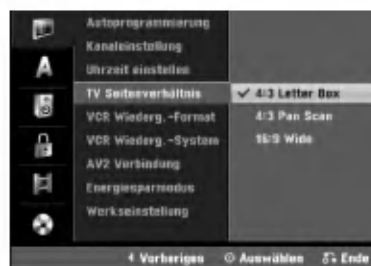 Autoprogrammierung
Kanaleinstellung
Uhrzeit einstellen
TV Seitenverhältnis ✓ 4:3 Letter Box
VCR Wiederg.-Format 4:3 Pan Scan
VCR Wiederg.-System 16:9 Wide
AV2 Verbindung
Energiesparmodus
Werkseinstellung
Vorheriges Auswählen Ende